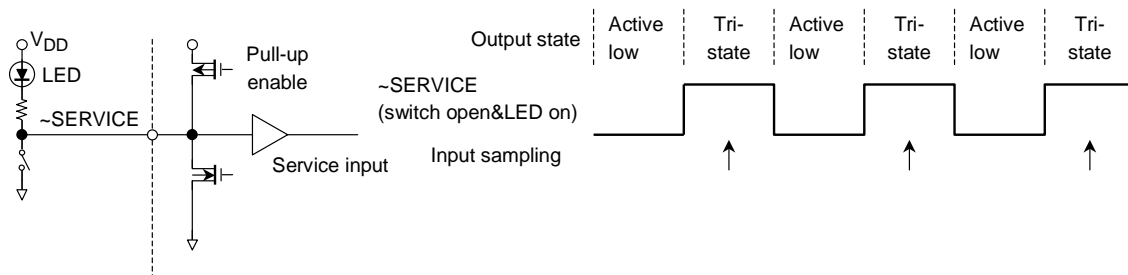 V_DD
LED
~SERVICE
Pull-up
enable
Service input
Output state
Active
low
Tri-
state
Active
low
Tri-
state
Active
low
Tri-
state
~SERVICE
(switch open&LED on)
Input sampling